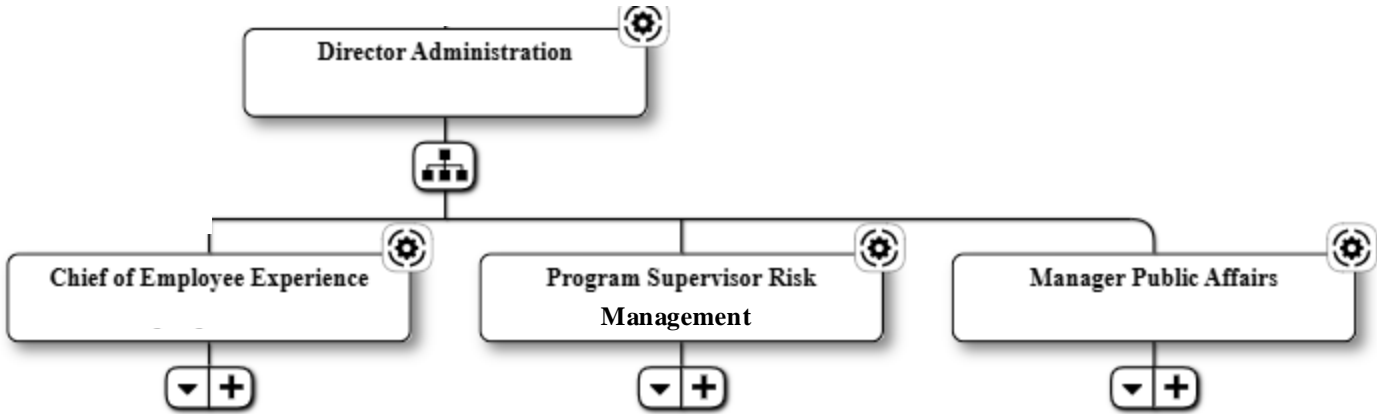 Director Administration
Chief of Employee Experience
Program Supervisor Risk
Management
Manager Public Affairs